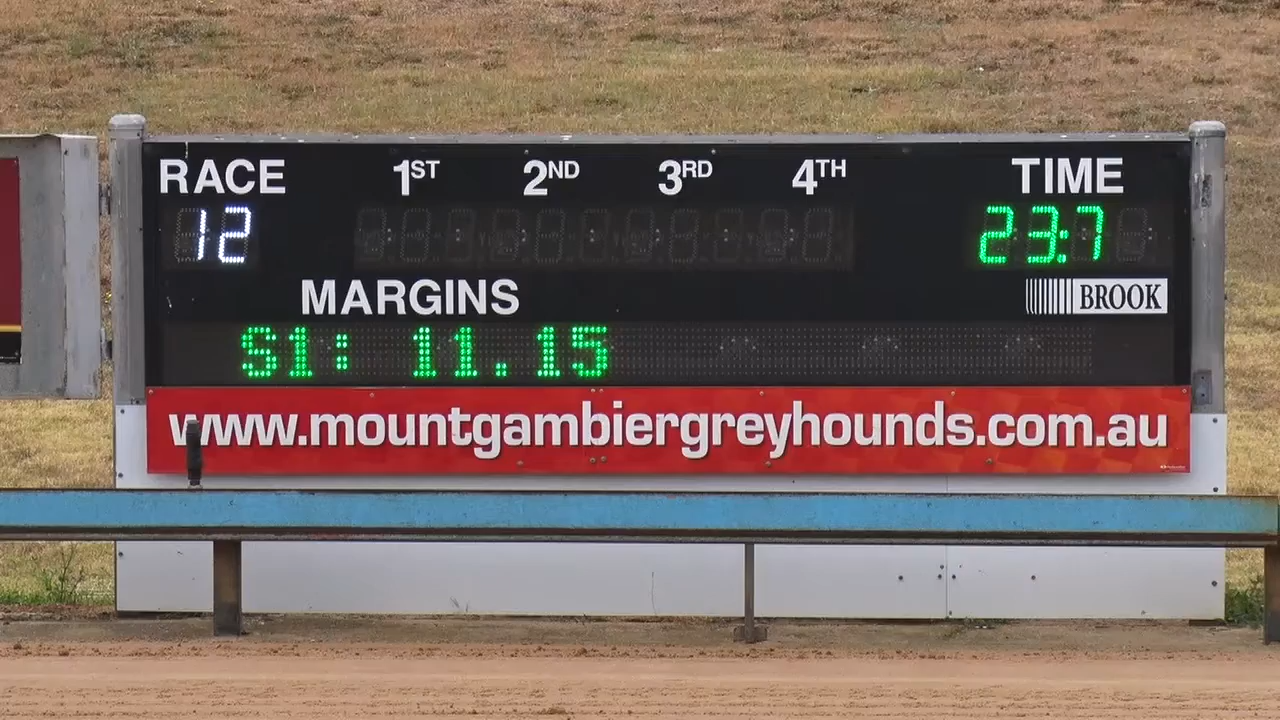 RACE 1ST 2ND 3RD 4TH TIME
12 23:7
MARGINS BROOK
S1: 11.15
www.mountgambiergreyhounds.com.au